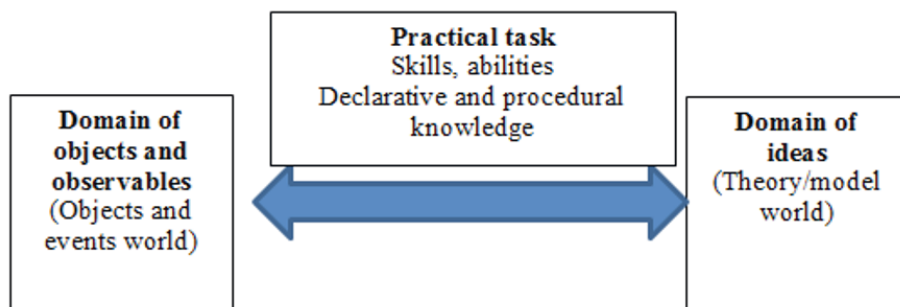 Practical task
Skills, abilities
Declarative and procedural
knowledge
Domain of
objects and
observables
(Objects and
events world)
Domain of
ideas
(Theory/model
world)